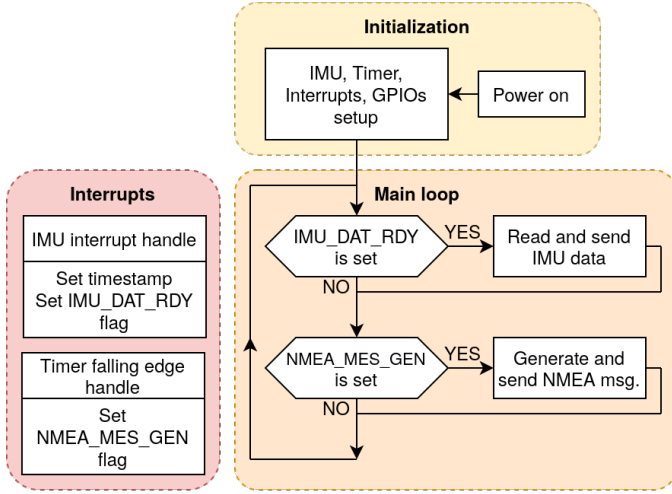 Initialization
IMU, Timer,
Interrupts, GPIOs
setup
Power on
Interrupts
IMU interrupt handle
Set timestamp
Set IMU_DAT_RDY
flag
Timer falling edge
handle
Set
NMEA_MES_GEN
flag
Main loop
IMU_DAT_RDY
is set
YES
Read and send
IMU data
NO
NMEA_MES_GEN
is set
YES
Generate and
send NMEA msg.
NO